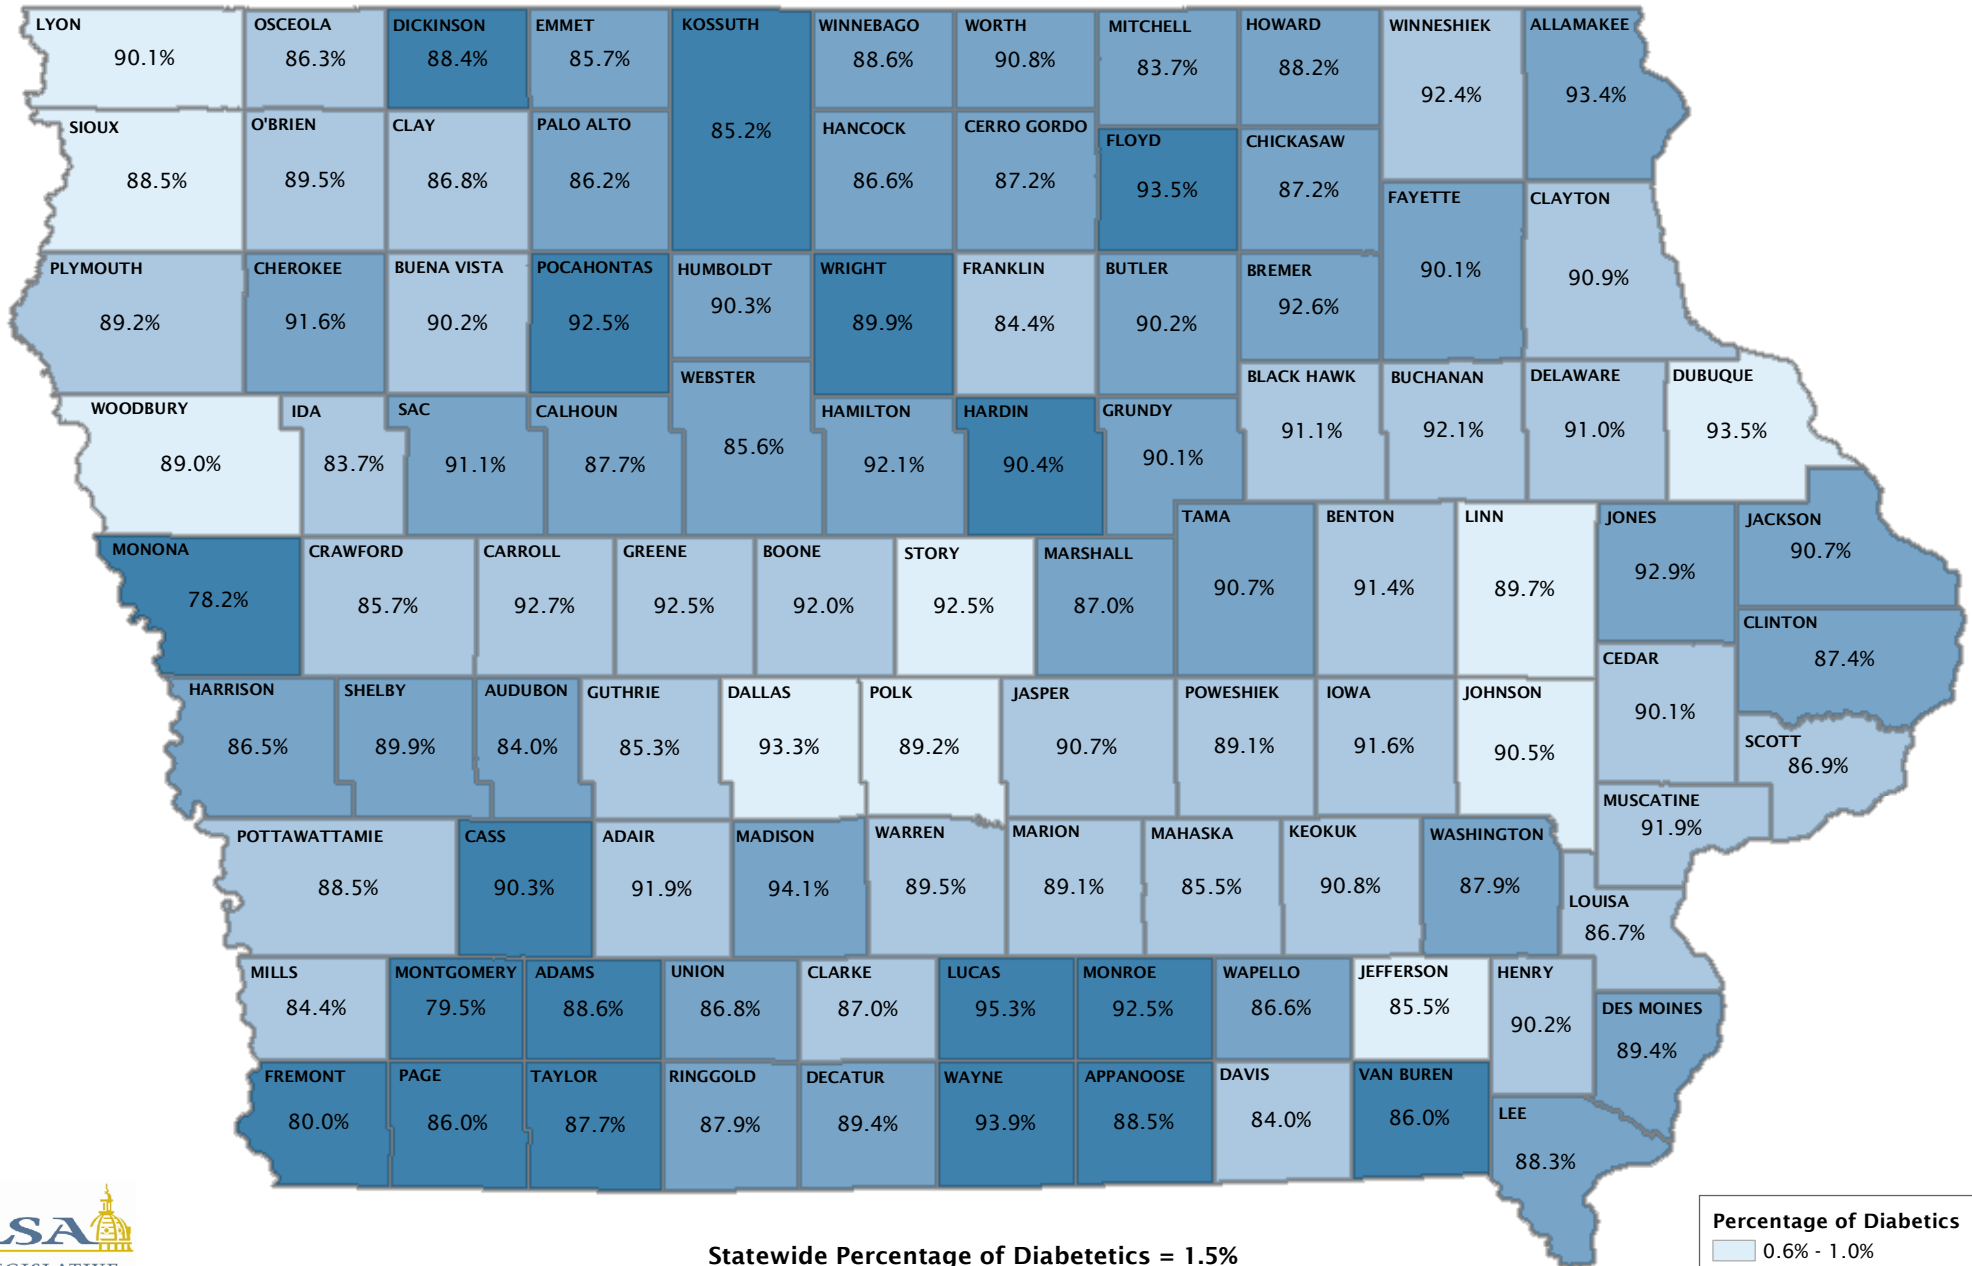 LYON
90.1%
OSCEOLA
86.3%
DICKINSON
88.4%
EMMET
85.7%
KOSSUTH
85.2%
WINNEBAGO
88.6%
WORTH
90.8%
MITCHELL
83.7%
HOWARD
88.2%
WINNESHIEK
92.4%
ALLAMAKEE
93.4%
SIOUX
88.5%
O'BRIEN
89.5%
CLAY
86.8%
PALO ALTO
86.2%
HANCOCK
86.6%
CERRO GORDO
87.2%
FLOYD
93.5%
CHICKASAW
87.2%
FAYETTE
90.1%
CLAYTON
90.9%
PLYMOUTH
89.2%
CHEROKEE
91.6%
BUENA VISTA
90.2%
POCAHONTAS
92.5%
HUMBOLDT
90.3%
WRIGHT
89.9%
FRANKLIN
84.4%
BUTLER
90.2%
BREMER
92.6%
WOODBURY
89.0%
IDA
83.7%
SAC
91.1%
CALHOUN
87.7%
WEBSTER
85.6%
HAMILTON
92.1%
HARDIN
90.4%
GRUNDY
90.1%
BLACK HAWK
91.1%
BUCHANAN
92.1%
DELAWARE
91.0%
DUBUQUE
93.5%
MONONA
78.2%
CRAWFORD
85.7%
CARROLL
92.7%
GREENE
92.5%
BOONE
92.0%
STORY
92.5%
MARSHALL
87.0%
TAMA
90.7%
BENTON
91.4%
LINN
89.7%
JONES
92.9%
JACKSON
90.7%
CLINTON
87.4%
HARRISON
86.5%
SHELBY
89.9%
AUDUBON
84.0%
GUTHRIE
85.3%
DALLAS
93.3%
POLK
89.2%
JASPER
90.7%
POWESHIEK
89.1%
IOWA
91.6%
JOHNSON
90.5%
CEDAR
90.1%
SCOTT
86.9%
MUSCATINE
91.9%
POTTAWATTAMIE
88.5%
CASS
90.3%
ADAIR
91.9%
MADISON
94.1%
WARREN
89.5%
MARION
89.1%
MAHASKA
85.5%
KEOKUK
90.8%
WASHINGTON
87.9%
LOUISA
86.7%
MILLS
84.4%
MONTGOMERY
79.5%
ADAMS
88.6%
UNION
86.8%
CLARKE
87.0%
LUCAS
95.3%
MONROE
92.5%
WAPELLO
86.6%
JEFFERSON
85.5%
HENRY
90.2%
DES MOINES
89.4%
FREMONT
80.0%
PAGE
86.0%
TAYLOR
87.7%
RINGGOLD
87.9%
DECATUR
89.4%
WAYNE
93.9%
APPANOOSE
88.5%
DAVIS
84.0%
VAN BUREN
86.0%
LEE
88.3%
LSA
Statewide Percentage of Diabetetics = 1.5%
Percentage of Diabetics
0.6% - 1.0%